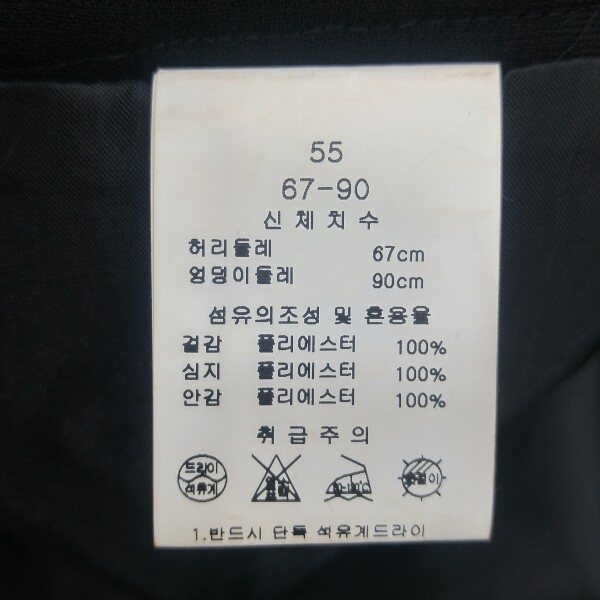 55
67-90
신체치수
허리둘레 67cm
엉덩이둘레 90cm
섬유의조성 및 혼용율
겉감 폴리에스터 100%
심지 폴리에스터 100%
안감 폴리에스터 100%
취급주의
드라이
석유계
1.반드시 단독 석유계드라이